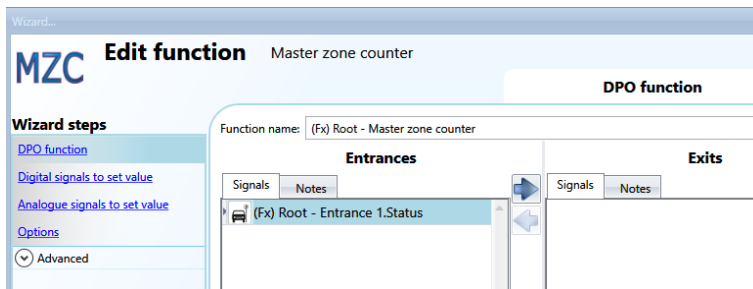 Wizard...
MZC
Edit function Master zone counter
DPO function
Wizard steps
DPO function
Digital signals to set value
Analogue signals to set value
Options
Advanced
Function name: (Fx) Root - Master zone counter
Entrances
Signals Notes
(Fx) Root - Entrance 1.Status
Exits
Signals Notes